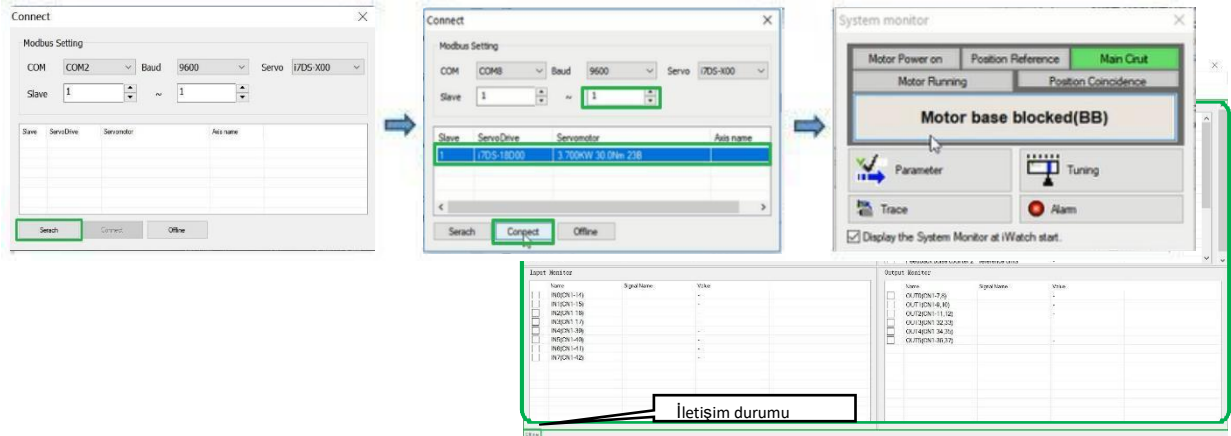 Connect
Modbus Setting
COM COM2 Baud 9600 Servo i7DS-X00
Slave 1 ~ 1
Slave ServoDrive Servomotor Axis name
Serach Connect Offline
Connect
Modbus Setting
COM COM8 Baud 9600 Servo i7DS-X00
Slave 1 ~ 1
Slave ServoDrive Servomotor Axis name
1 i7DS-18D00 3.700KW 30.0Nm 23B
Serach Connect Offline
System monitor
Motor Power on Position Reference Main Ciruit
Motor Running Position Coincidence
Motor base blocked(BB)
Parameter Tuning
Trace Alarm
Display the System Monitor at iWatch start.
Input Monitor
Name Signal Name Value
IN0(CN1-14) -
IN1(CN1-15) -
IN2(CN1-16)
IN3(CN1-17)
IN4(CN1-39) -
IN5(CN1-40) -
IN6(CN1-41) -
IN7(CN1-42) -
Output Monitor
Name Signal Name Value
OUT0(CN1-7,6) -
OUT1(CN1-9,10) -
OUT2(CN1-11,12) -
OUT3(CN1-32,33)
OUT4(CN1-34,35)
OUT5(CN1-36,37) -
İletişim durumu